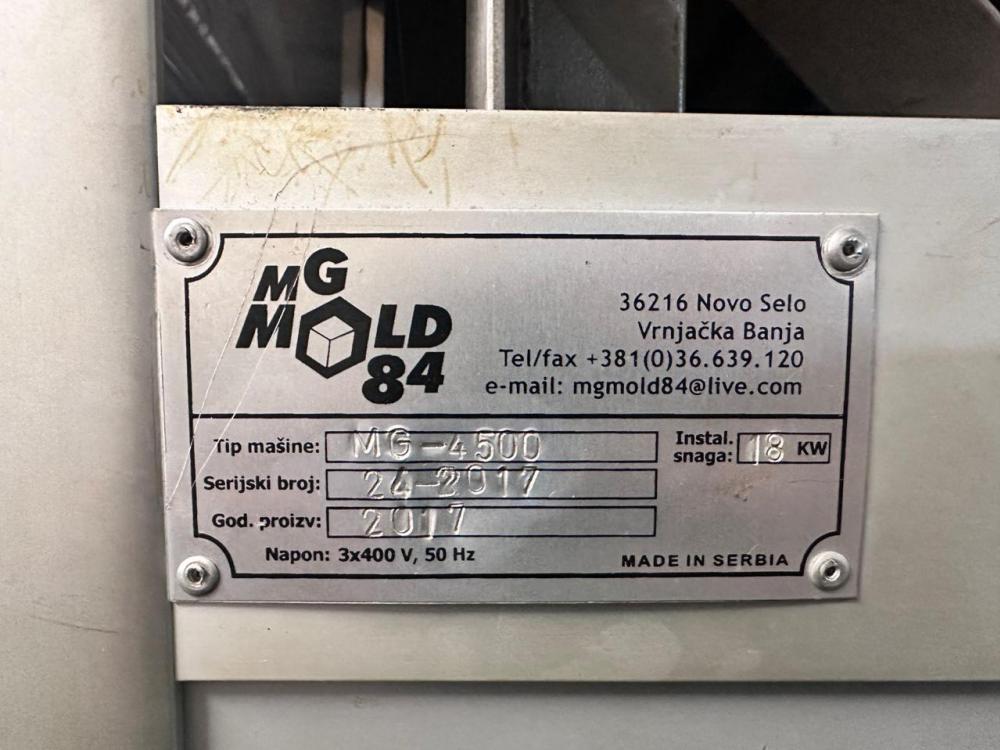 MG
MOLD
84
36216 Novo Selo
Vrnjačka Banja
Tel/fax +381(0)36.639.120
e-mail: mgmold84@live.com
Tip mašine: MG-4500
Instal. snaga: 18 KW
Serijski broj: 24-2017
God. proizv: 2017
Napon: 3x400 V, 50 Hz
MADE IN SERBIA